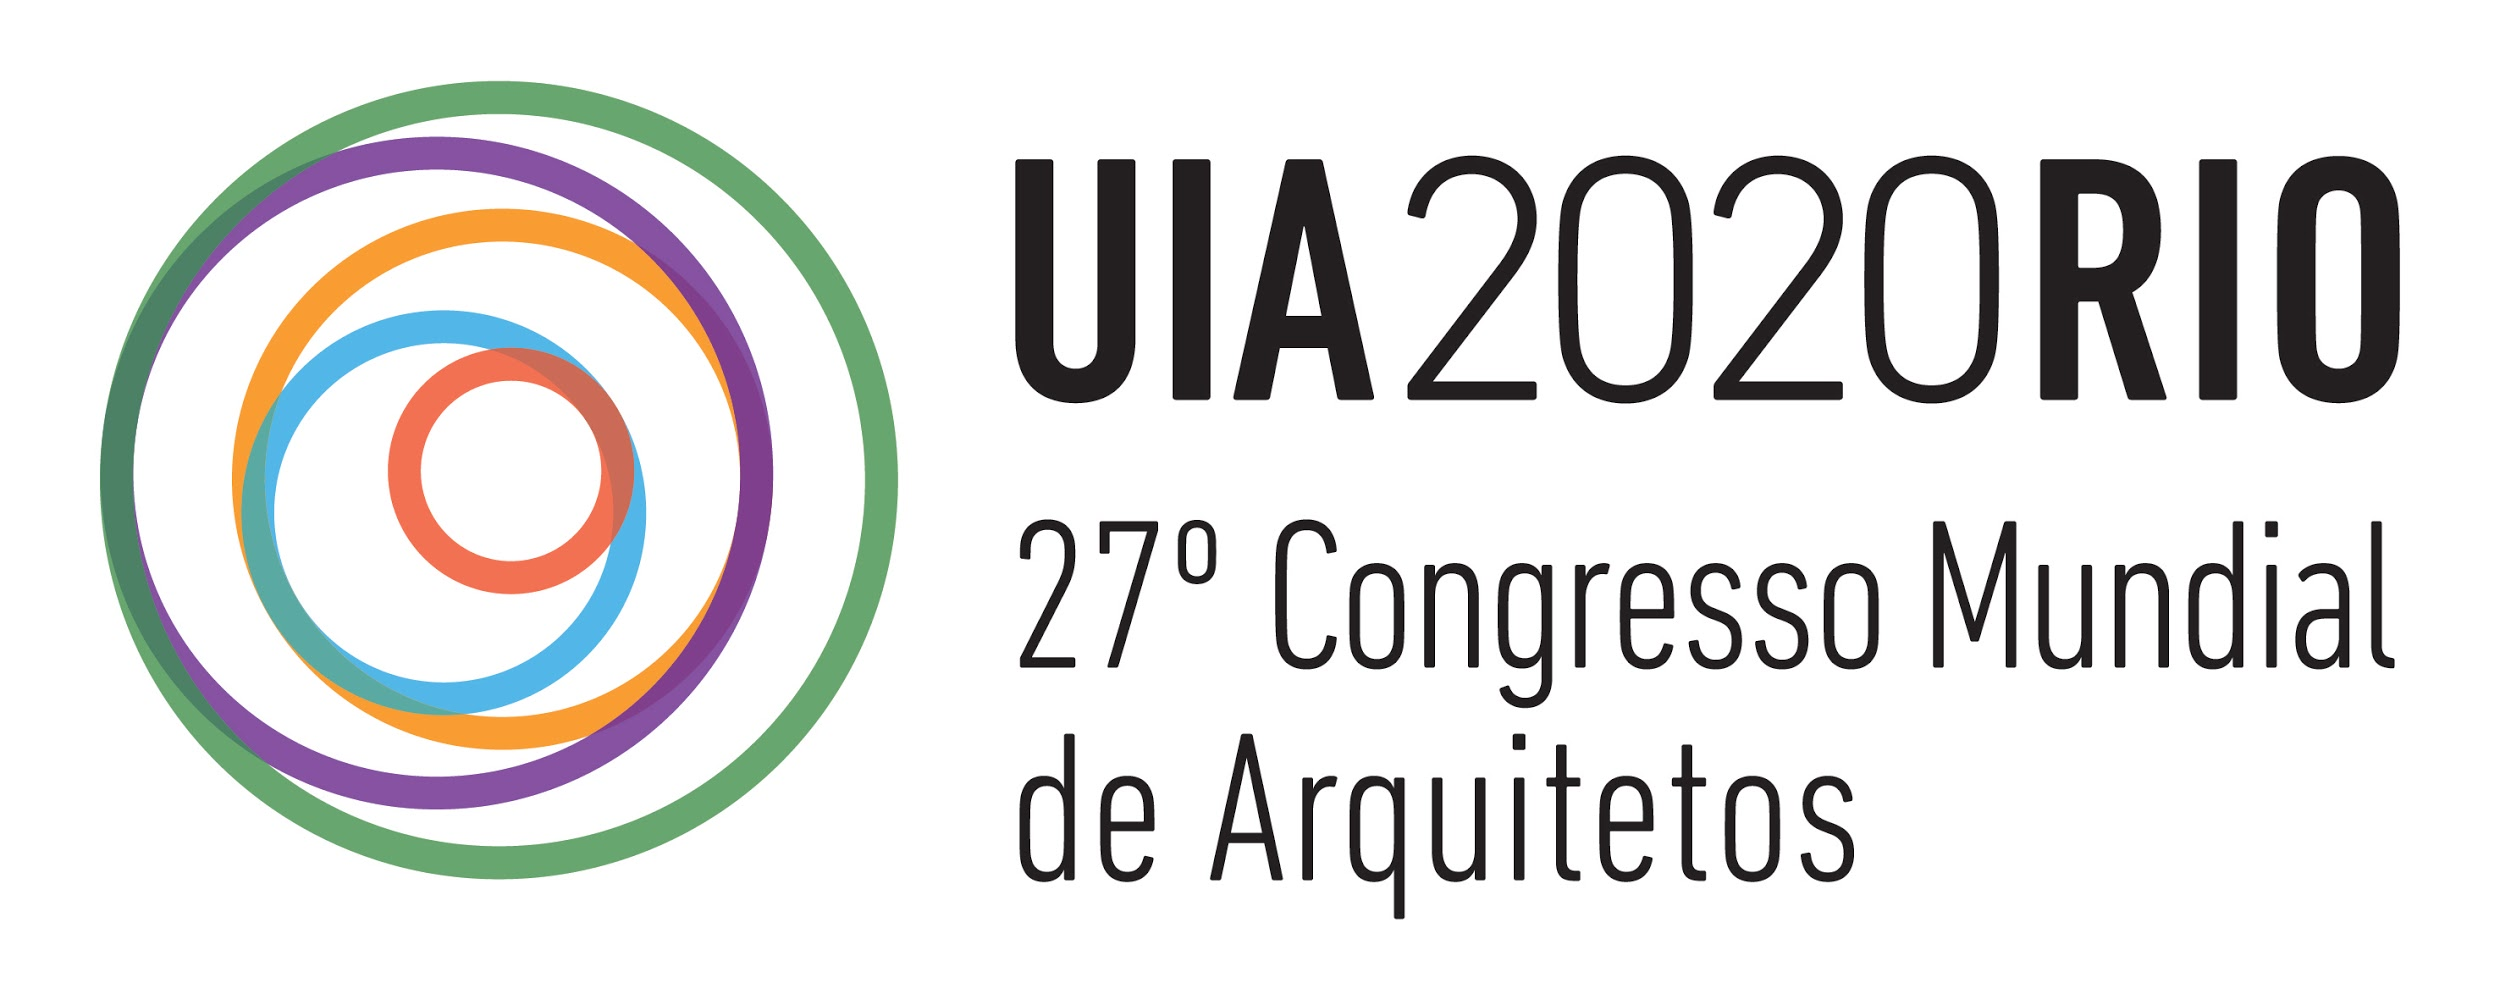 UIA2020RIO
27º Congresso Mundial
de Arquitetos